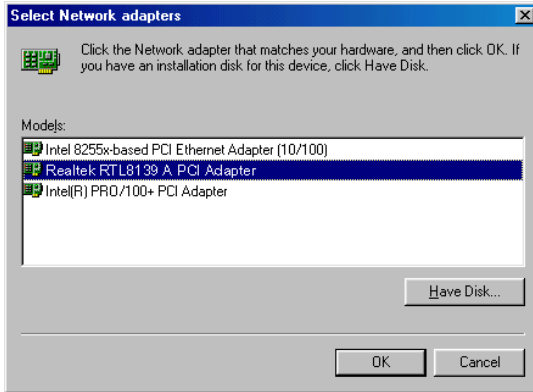 Select Network adapters
Click the Network adapter that matches your hardware, and then click OK. If
you have an installation disk for this device, click Have Disk.
Models:
Intel 8255x-based PCI Ethernet Adapter (10/100)
Realtek RTL8139 A PCI Adapter
Intel(R) PRO/100+ PCI Adapter
Have Disk...
OK
Cancel